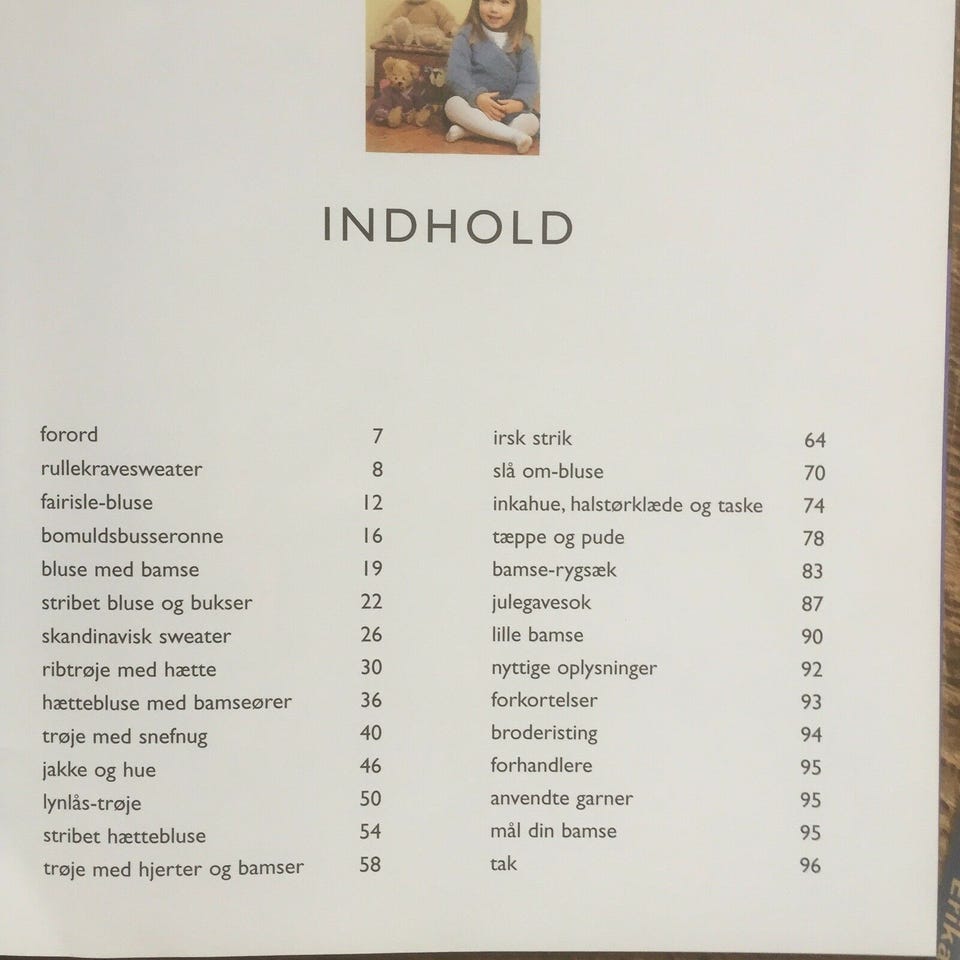 INDHOLD
forord 7
rullekravesweater 8
fairisle-bluse 12
bomuldsbusseronne 16
bluse med bamse 19
stribet bluse og bukser 22
skandinavisk sweater 26
ribtrøje med hætte 30
hættebluse med bamseører 36
trøje med snefnug 40
jakke og hue 46
lynlås-trøje 50
stribet hættebluse 54
trøje med hjerter og bamser 58
irsk strik 64
slå om-bluse 70
inkahue, halstørklæde og taske 74
tæppe og pude 78
bamse-rygsæk 83
julegavesok 87
lille bamse 90
nyttige oplysninger 92
forkortelser 93
broderisting 94
forhandlere 95
anvendte garner 95
mål din bamse 95
tak 96
erika